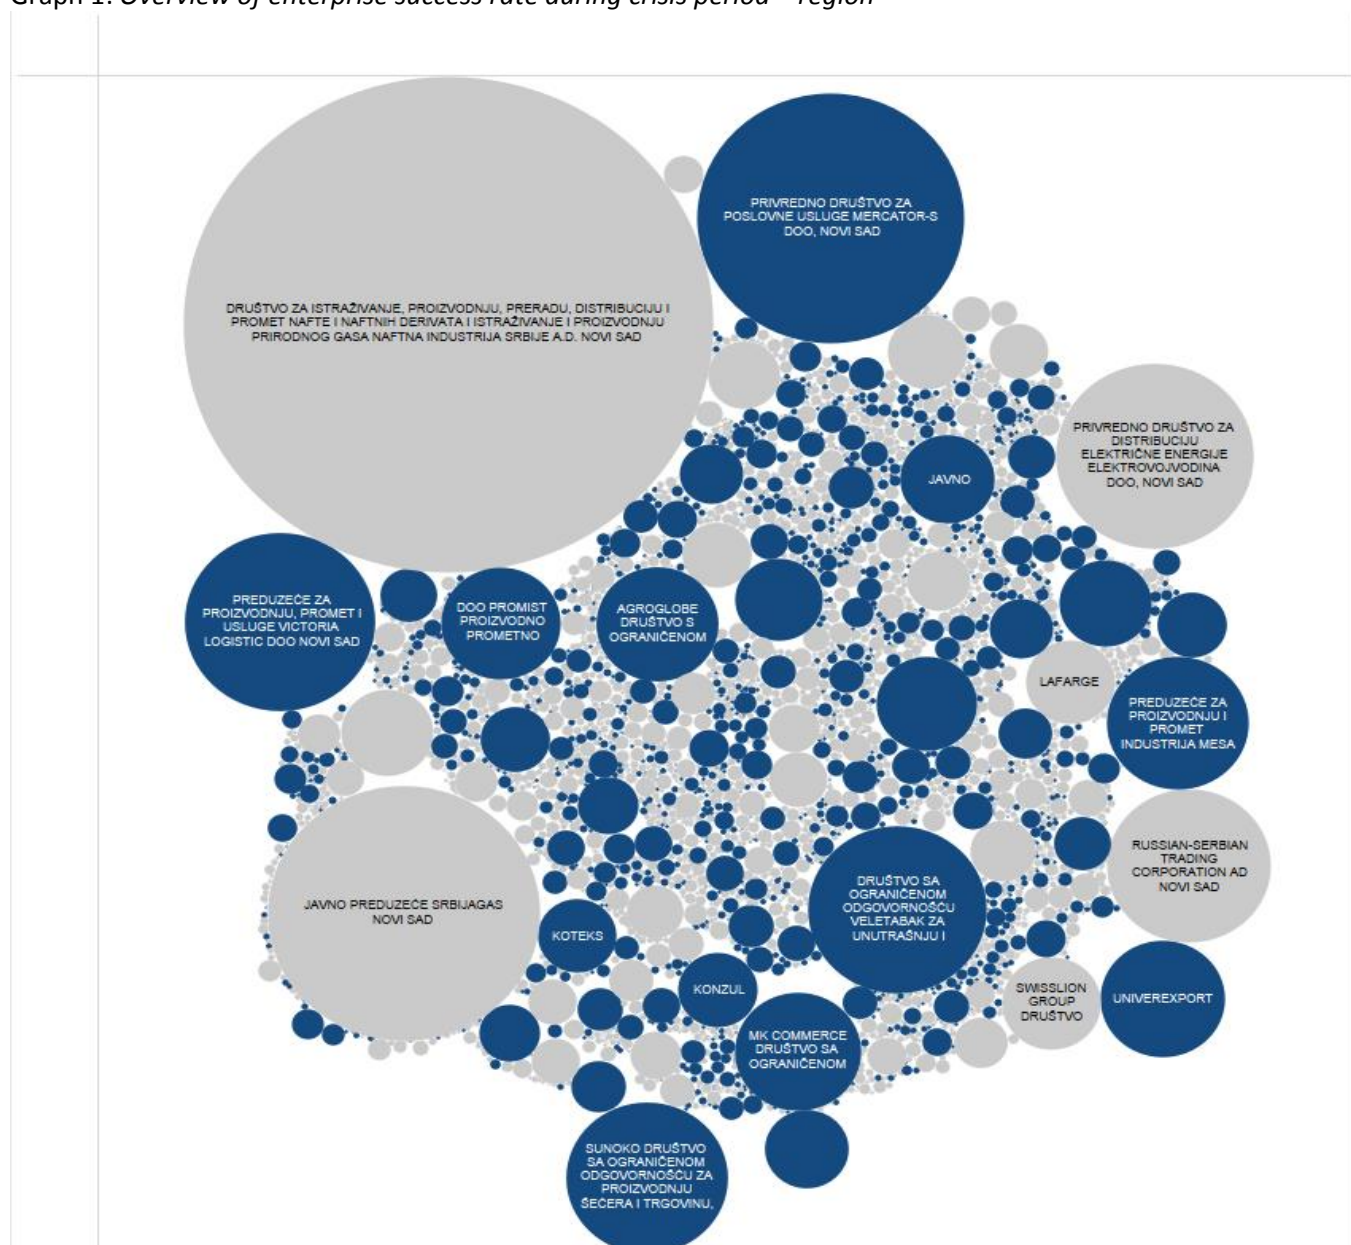 Graph 1: Overview of enterprise success rate during crisis period – region
PRIVREDNO DRUŠTVO ZA
POSLOVNE USLUGE MERCATOR-S
DOO, NOVI SAD
DRUŠTVO ZA ISTRAŽIVANJE, PROIZVODNJU, PRERADU, DISTRIBUCIJU I
PROMET NAFTE I NAFTNIH DERIVATA I ISTRAŽIVANJE I PROIZVODNJU
PRIRODNOG GASA NAFTNA INDUSTRIJA SRBIJE A.D. NOVI SAD
PRIVREDNO DRUŠTVO ZA
DISTRIBUCIJU
ELEKTRIČNE ENERGIJE
ELEKTROVOJVODINA
DOO, NOVI SAD
JAVNO
PREDUZEĆE ZA
PROIZVODNJU, PROMET I
USLUGE VICTORIA
LOGISTIC DOO NOVI SAD
DOO PROMIST
PROIZVODNO
PROMETNO
AGROGLOBE
DRUŠTVO S
OGRANIČENOM
LAFARGE
PREDUZEĆE ZA
PROIZVODNJU I
PROMET
INDUSTRIJA MESA
RUSSIAN-SERBIAN
TRADING
CORPORATION AD
NOVI SAD
JAVNO PREDUZEĆE SRBIJAGAS
NOVI SAD
DRUŠTVO SA
OGRANIČENOM
ODGOVORNOŠĆU
VELETABAK ZA
UNUTRAŠNJU I
KOTEKS
KONZUL
SWISSLION
GROUP
DRUŠTVO
UNIVEREXPORT
MK COMMERCE
DRUŠTVO SA
OGRANIČENOM
SUNOKO DRUŠTVO
SA OGRANIČENOM
ODGOVORNOŠĆU ZA
PROIZVODNJU
ŠEĆERA I TRGOVINU,